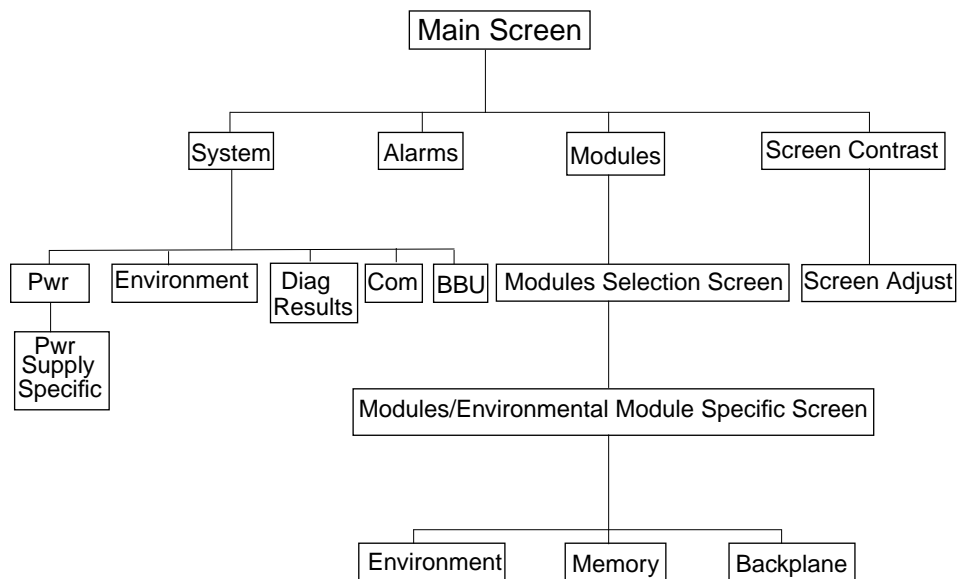 Main Screen
System
Alarms
Modules
Screen Contrast
Pwr
Environment
Diag
Results
Com
BBU
Modules Selection Screen
Screen Adjust
Pwr
Supply
Specific
Modules/Environmental Module Specific Screen
Environment
Memory
Backplane